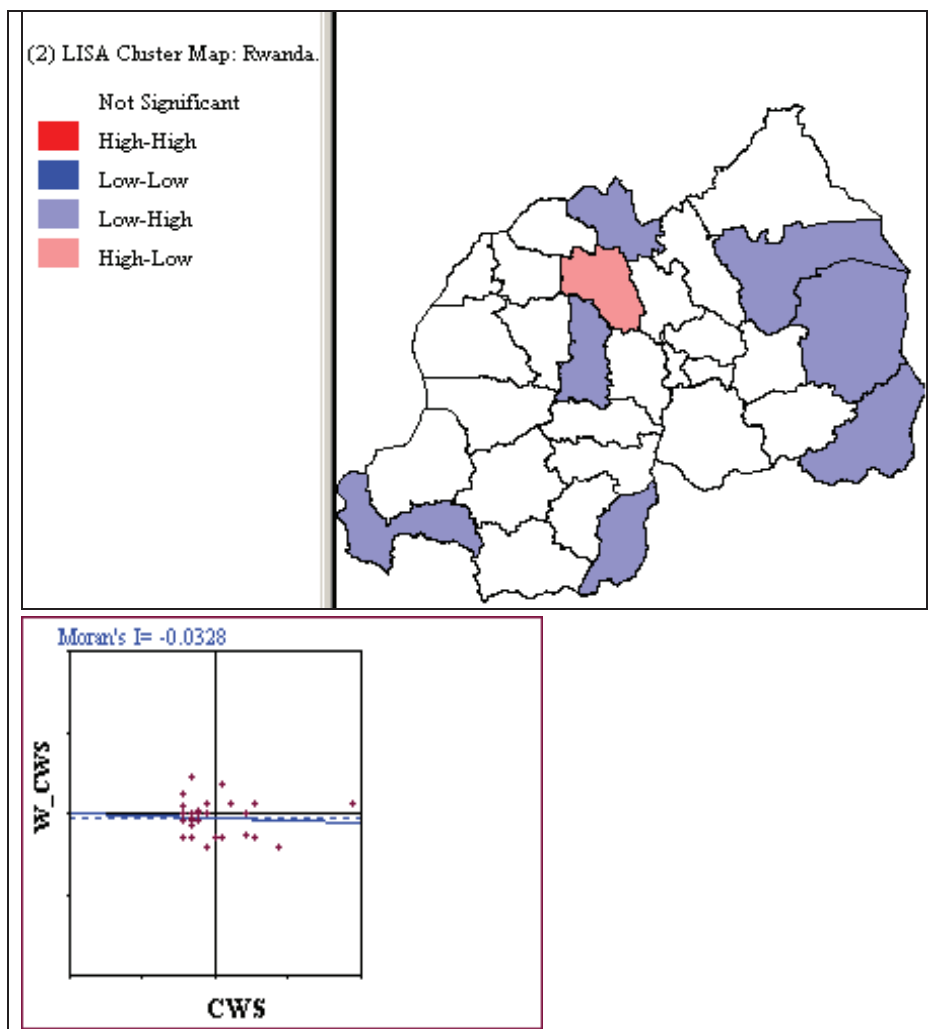 (2) LISA Cluster Map: Rwanda.
Not Significant
High-High
Low-Low
Low-High
High-Low
Moran's I= -0.0328
W_CWS
CWS